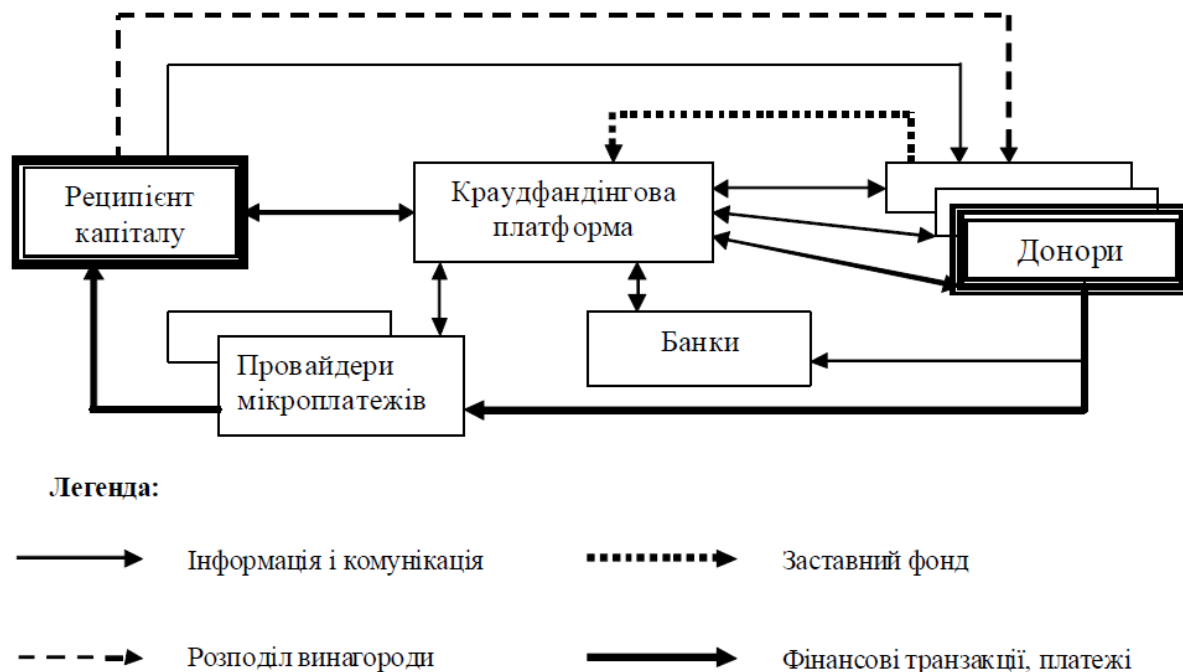 Реципієнт
капіталу
Краудфандінгова
платформа
Донори
Провайдери
мікроплатежів
Банки
Легенда:
Інформація і комунікація
Заставний фонд
Розподіл винагороди
Фінансові транзакції, платежі